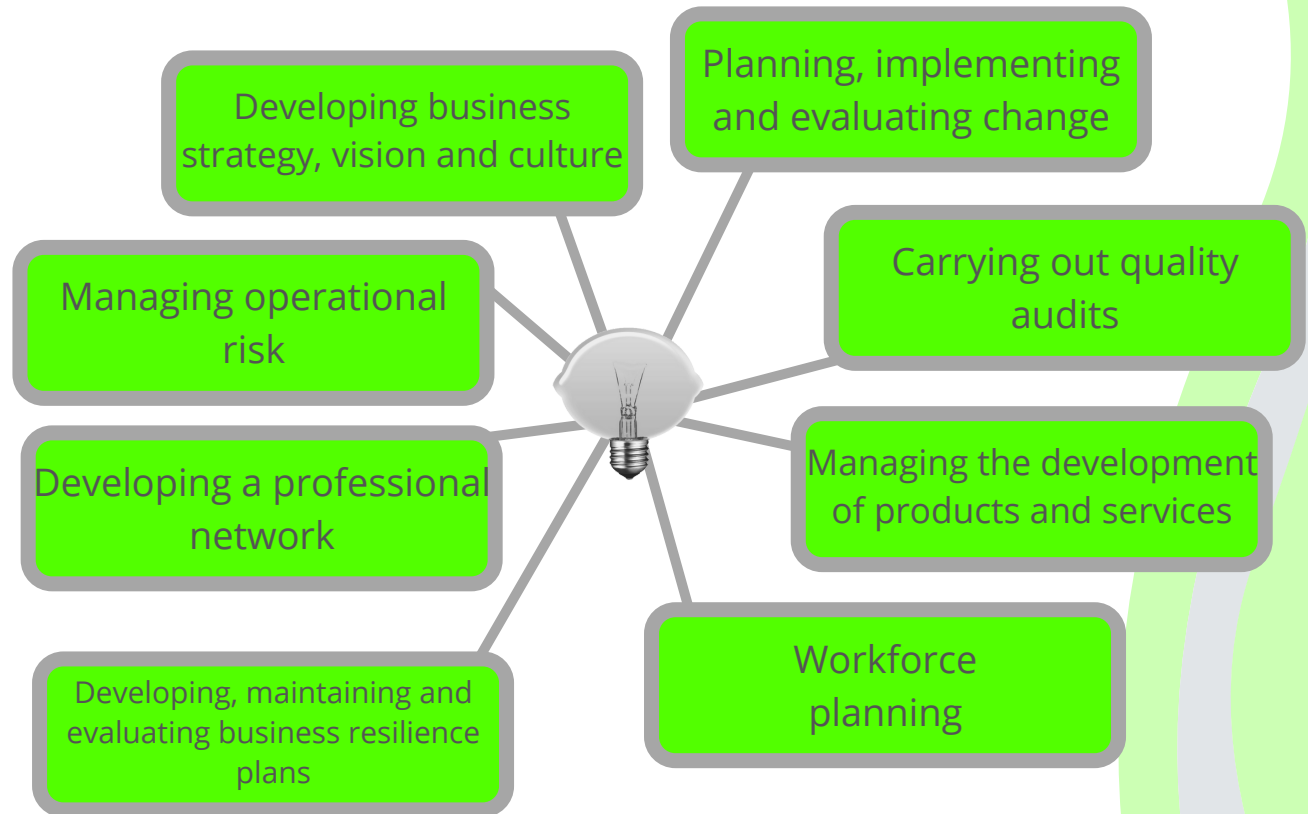 Developing business
strategy, vision and culture
Planning, implementing
and evaluating change
Managing operational
risk
Carrying out quality
audits
Developing a professional
network
Managing the development
of products and services
Developing, maintaining and
evaluating business resilience
plans
Workforce
planning